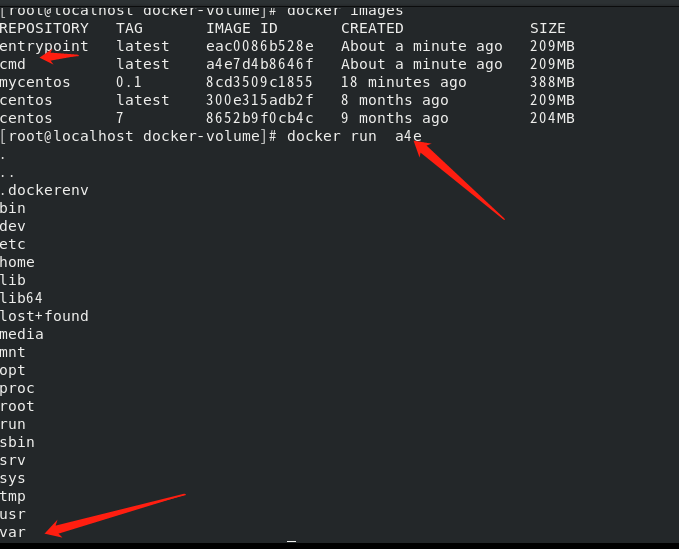 [root@localhost docker-volume]# docker images
REPOSITORY TAG IMAGE ID CREATED SIZE
entrypoint latest eac0086b528e About a minute ago 209MB
cmd latest a4e7d4b8646f About a minute ago 209MB
mycentos 0.1 8cd3509c1855 18 minutes ago 388MB
centos latest 300e315adb2f 8 months ago 209MB
centos 7 8652b9f0cb4c 9 months ago 204MB
[root@localhost docker-volume]# docker run  a4e
.
..
.dockerenv
bin
dev
etc
home
lib
lib64
lost+found
media
mnt
opt
proc
root
run
sbin
srv
sys
tmp
usr
var